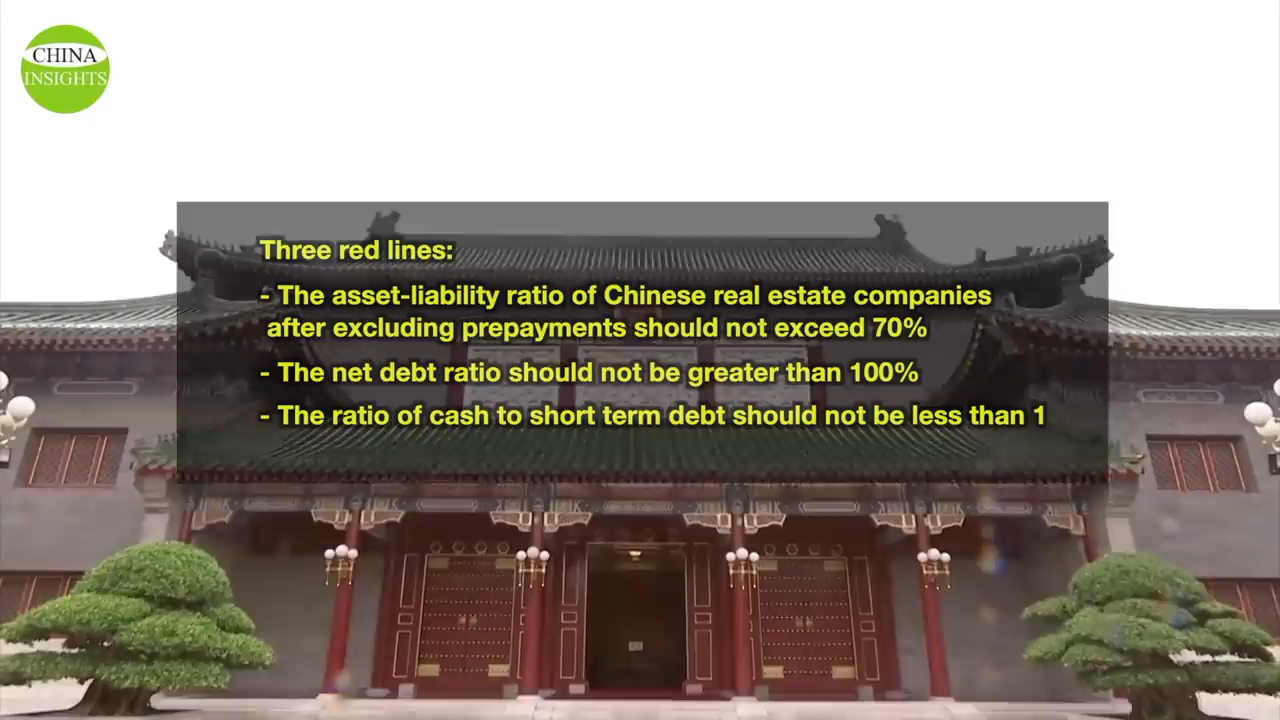 CHINA
INSIGHTS
Three red lines:
- The asset-liability ratio of Chinese real estate companies
after excluding prepayments should not exceed 70%
- The net debt ratio should not be greater than 100%
- The ratio of cash to short term debt should not be less than 1